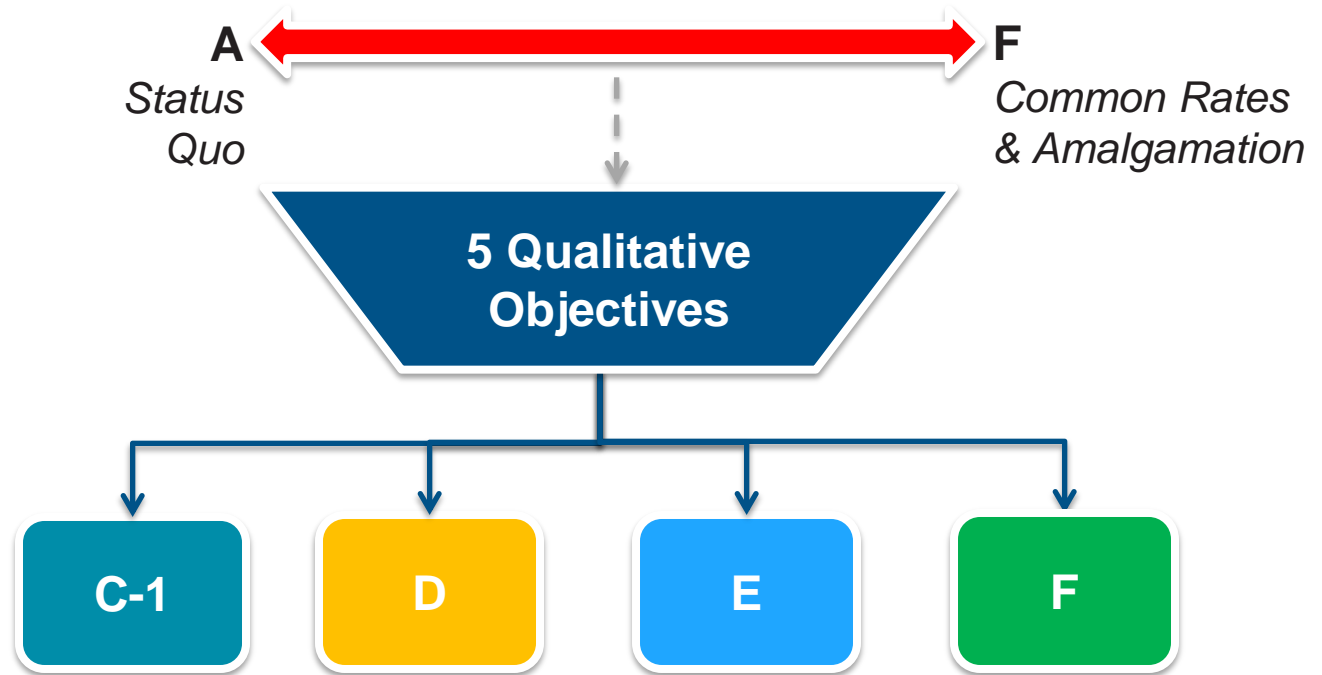 A
Status
Quo
F
Common Rates
& Amalgamation
5 Qualitative
Objectives
C-1
D
E
F